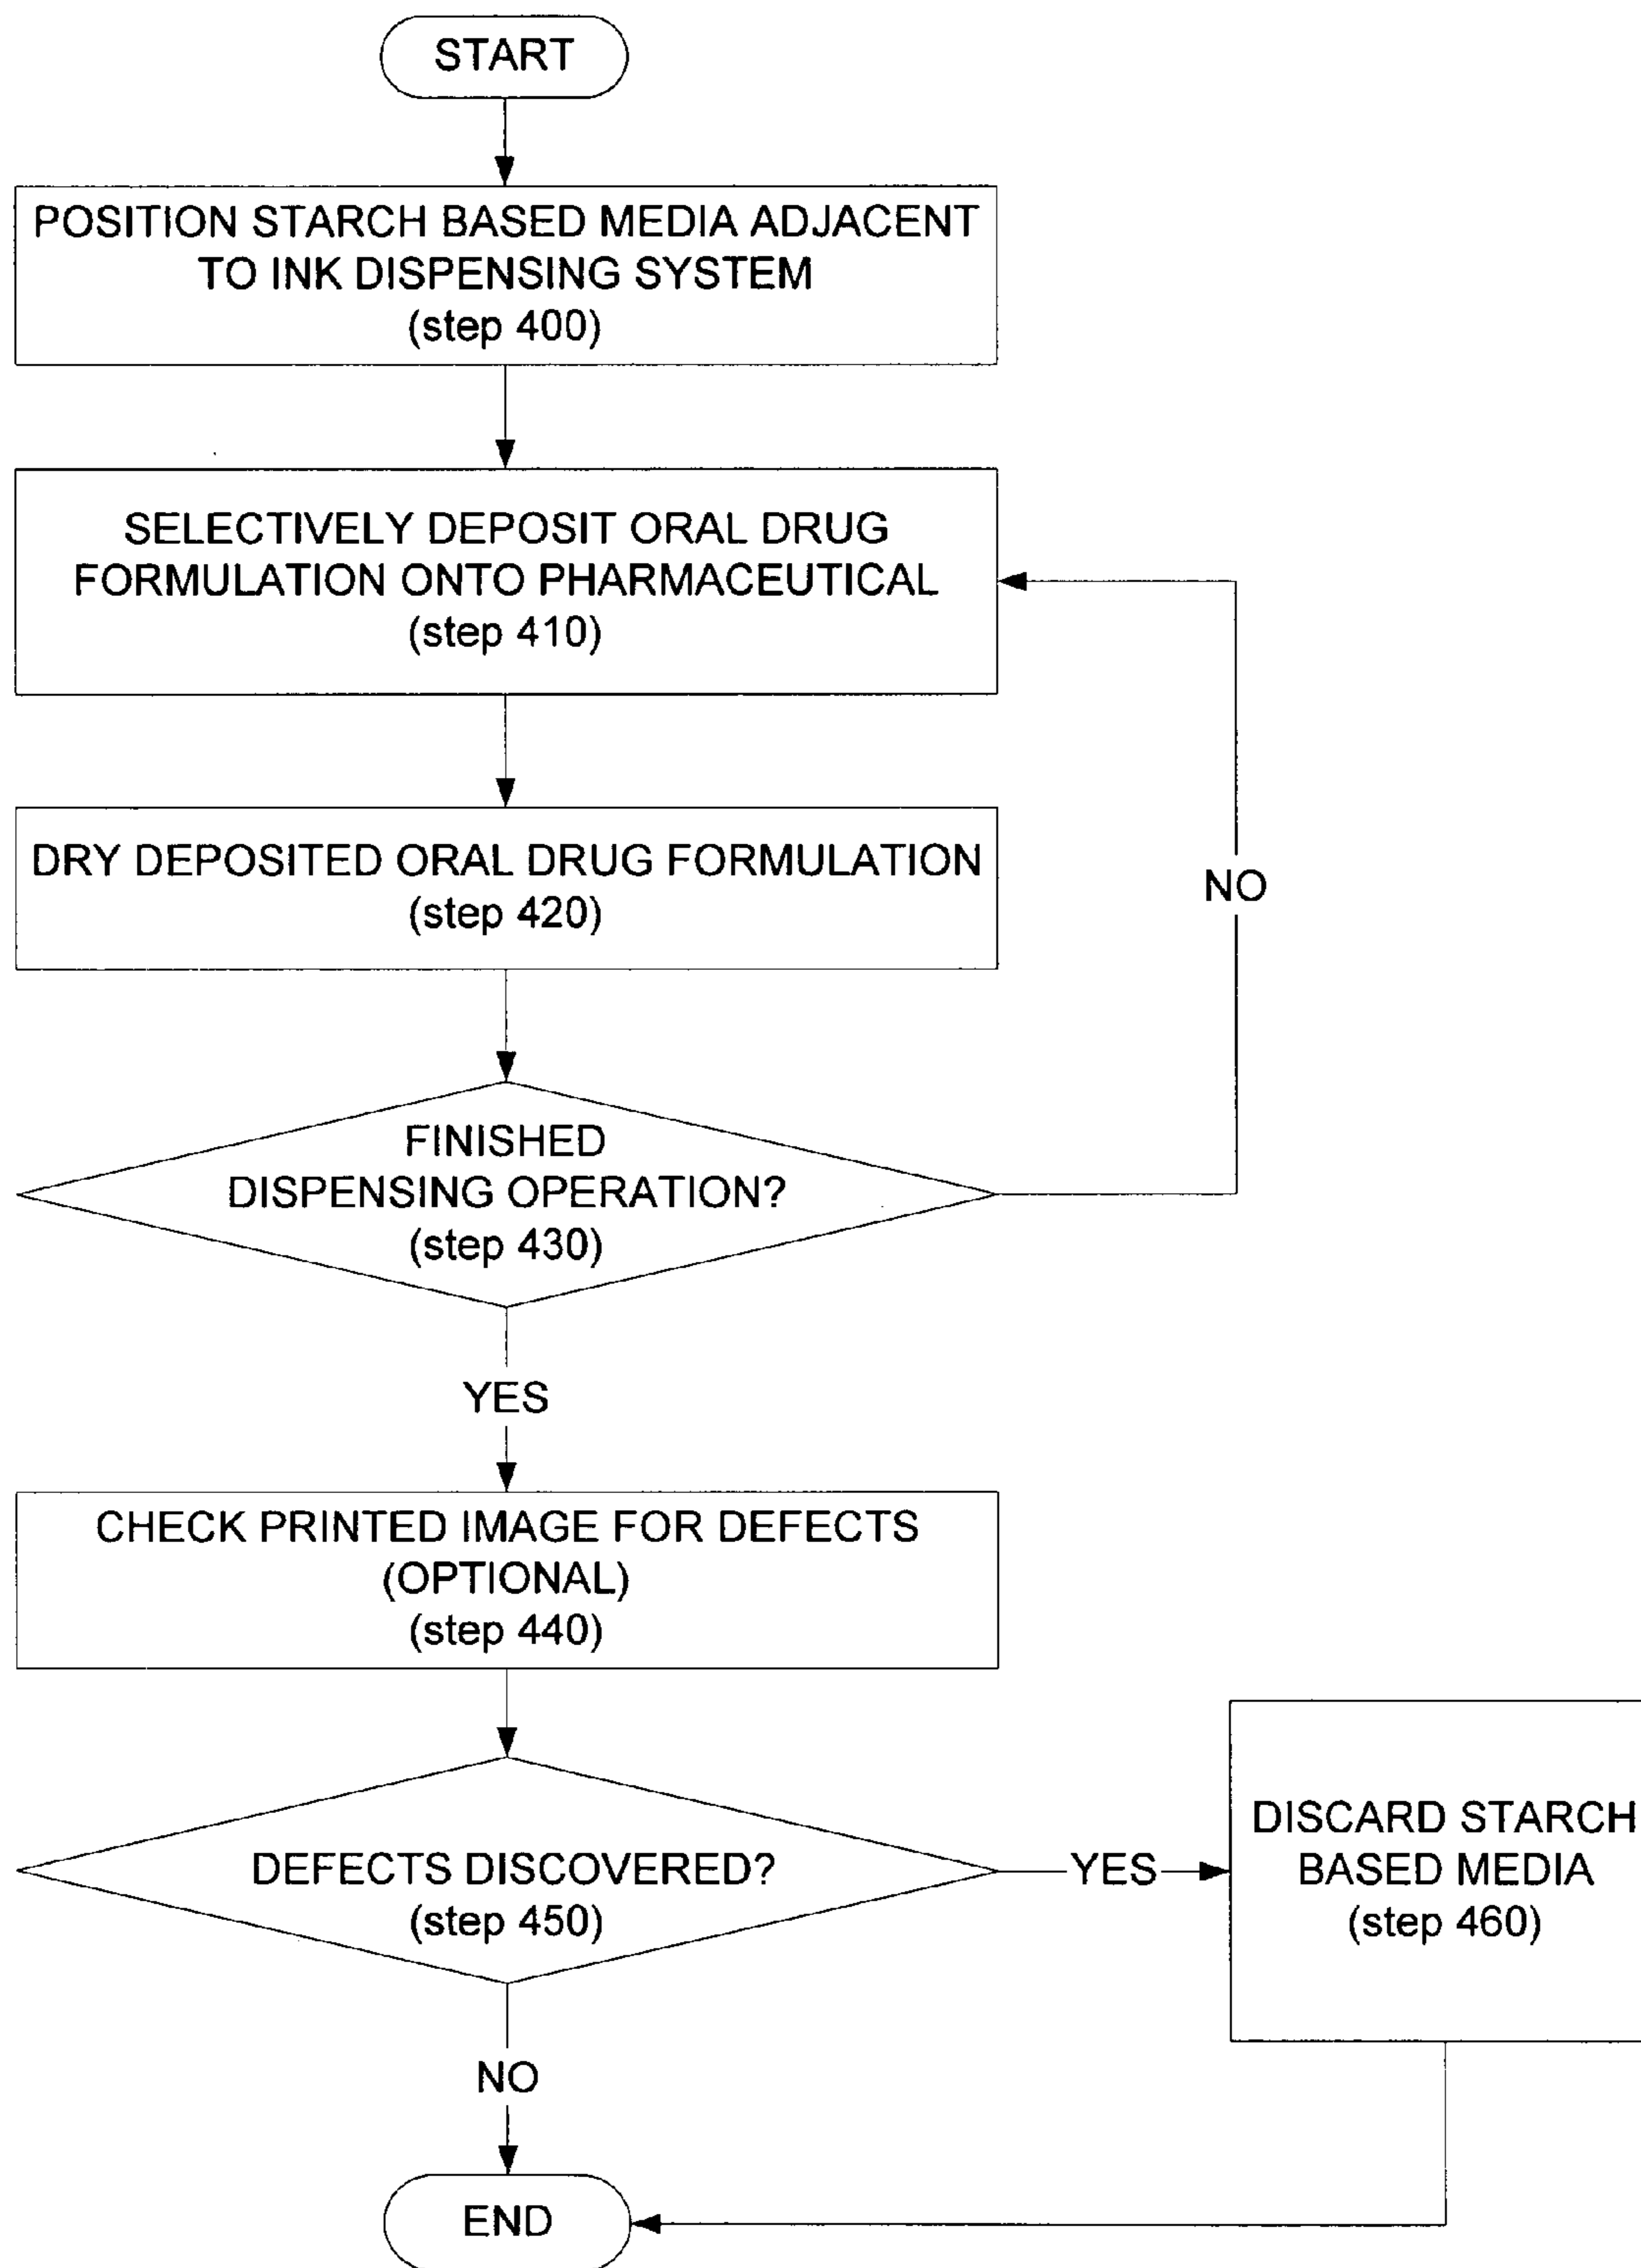 START
POSITION STARCH BASED MEDIA ADJACENT
TO INK DISPENSING SYSTEM
(step 400)
SELECTIVELY DEPOSIT ORAL DRUG
FORMULATION ONTO PHARMACEUTICAL
(step 410)
DRY DEPOSITED ORAL DRUG FORMULATION
(step 420)
NO
FINISHED
DISPENSING OPERATION?
(step 430)
YES
CHECK PRINTED IMAGE FOR DEFECTS
(OPTIONAL)
(step 440)
DEFECTS DISCOVERED?
(step 450)
YES
DISCARD STARCH
BASED MEDIA
(step 460)
NO
END